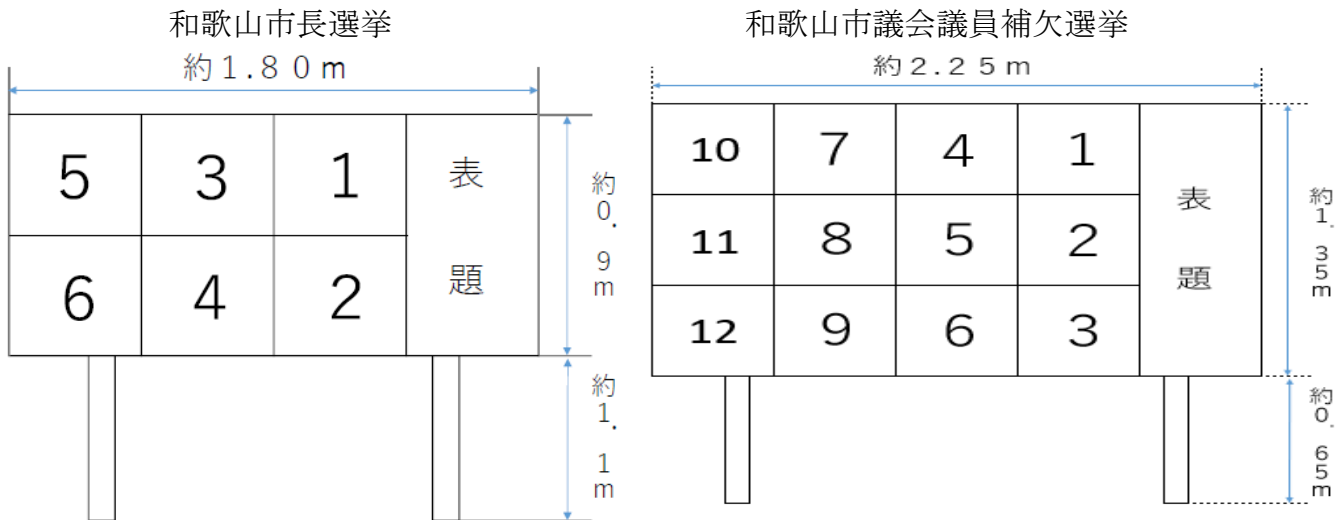 和歌山市長選挙
約1.80m
5 3 1
6 4 2
表題
約0.9m
約1.1m
和歌山市議会議員補欠選挙
約2.25m
10 7 4 1
11 8 5 2
12 9 6 3
表題
約1.35m
約0.65m